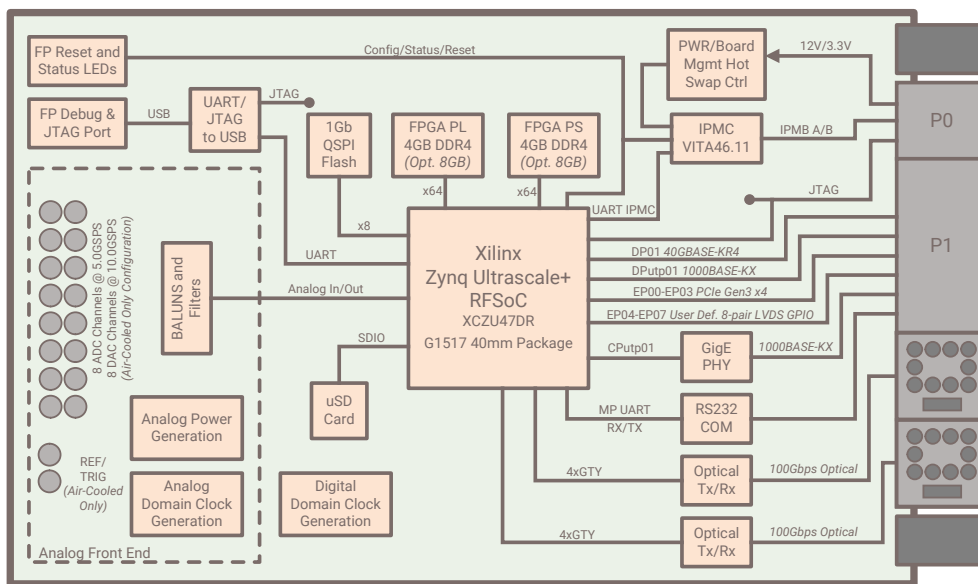 FP Reset and
Status LEDs
Config/Status/Reset
PWR/Board
Mgmt Hot
Swap Ctrl
12V/3.3V
FP Debug &
JTAG Port
USB
UART/
JTAG
to USB
JTAG
1Gb
QSPI
Flash
FPGA PL
4GB DDR4
(Opt. 8GB)
FPGA PS
4GB DDR4
(Opt. 8GB)
IPMC
VITA46.11
IPMB A/B
P0
x64
x64
JTAG
UART IPMC
x8
UART
8 ADC Channels @ 5.0GSPS
8 DAC Channels @ 10.0GSPS
(Air-Cooled Only Configuration)
BALUNS and
Filters
Analog In/Out
Xilinx
Zynq Ultrascale+
RFSoC
XCZU47DR
G1517 40mm Package
P1
DP01 40GBASE-KR4
DPutp01 1000BASE-KX
EP00-EP03 PCIe Gen3 x4
EP04-EP07 User Def. 8-pair LVDS GPIO
CPutp01
GigE
PHY
1000BASE-KX
SDIO
uSD
Card
MP UART
RX/TX
RS232
COM
Analog Power
Generation
REF/
TRIG
(Air-Cooled
Only)
Analog
Domain Clock
Generation
Digital
Domain Clock
Generation
4xGTY
Optical
Tx/Rx
100Gbps Optical
4xGTY
Optical
Tx/Rx
100Gbps Optical
Analog Front End